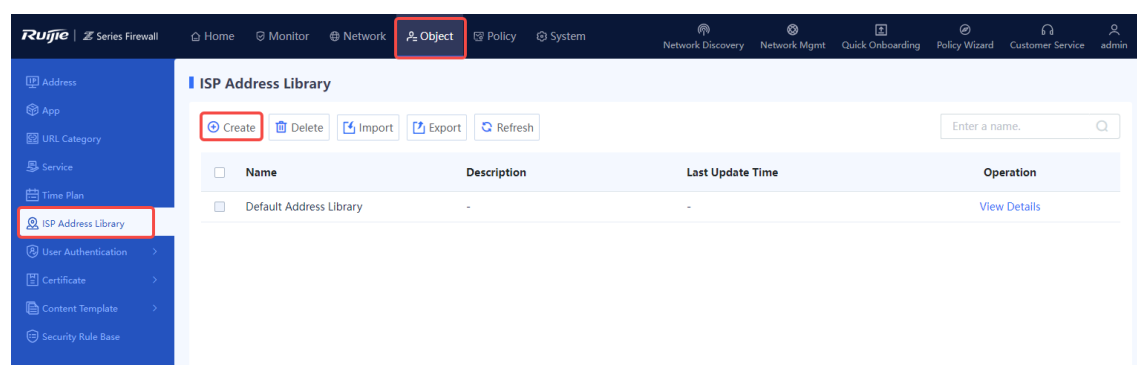 Ruijie | Z Series Firewall
Home Monitor Network Object Policy System
Network Discovery Network Mgmt Quick Onboarding Policy Wizard Customer Service admin
Address
App
URL Category
Service
Time Plan
ISP Address Library
User Authentication
Certificate
Content Template
Security Rule Base
ISP Address Library
Create Delete Import Export Refresh Enter a name.
Name Description Last Update Time Operation
Default Address Library - - View Details